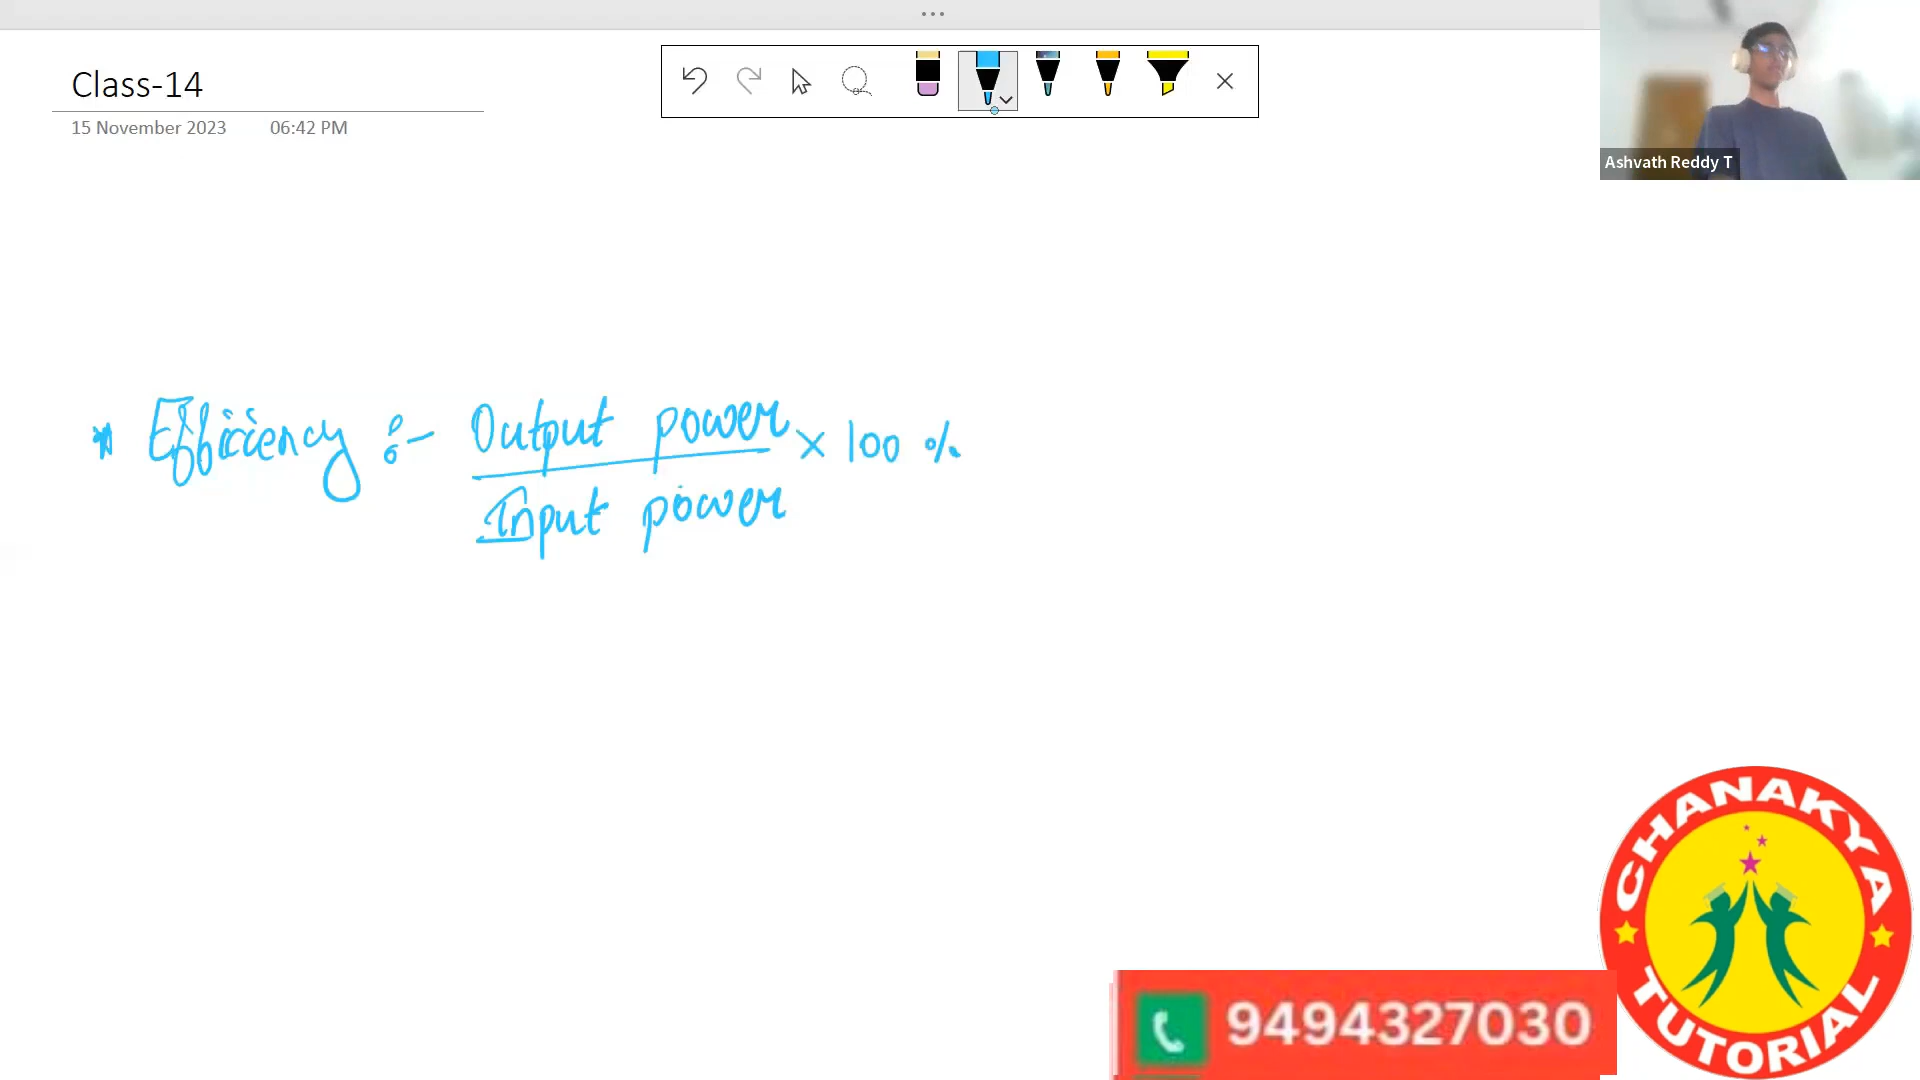 Class-14
15 November 2023 06:42 PM
Ashvath Reddy T
* Efficiency :- Output power × 100 %
Input power
CHANAKYA
TUTORIAL
9494327030